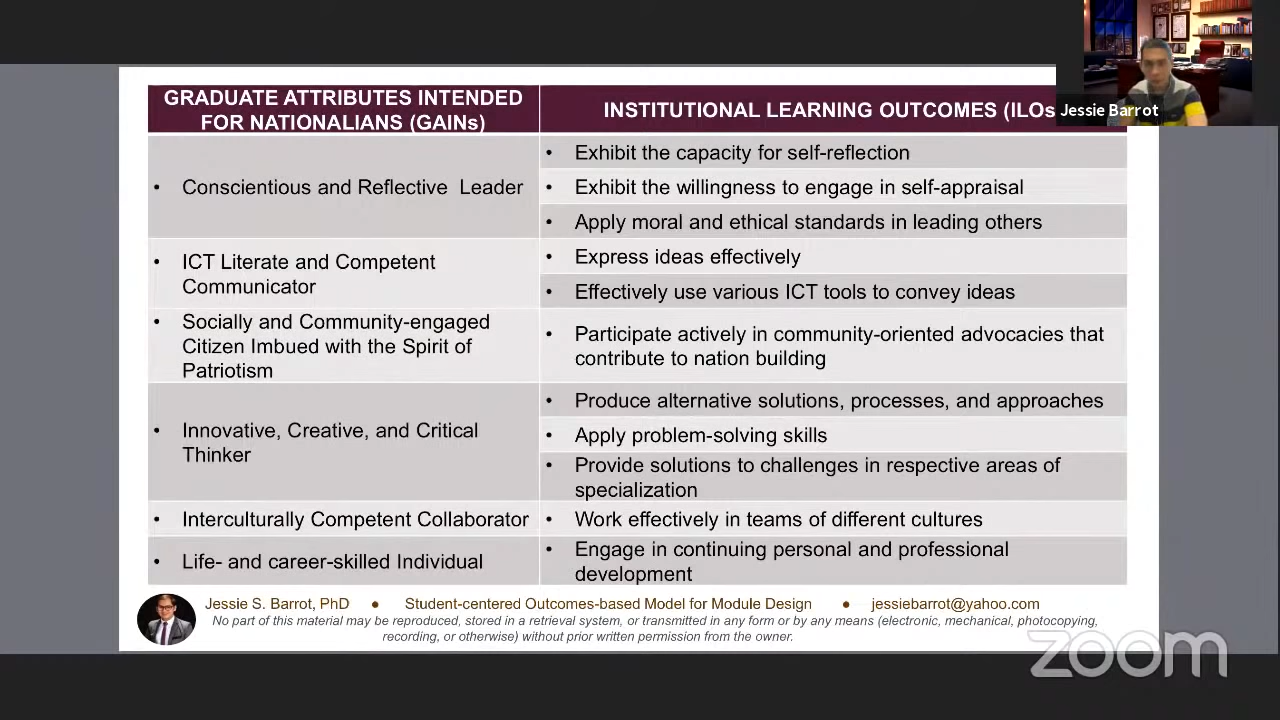 GRADUATE ATTRIBUTES INTENDED
FOR NATIONALIANS (GAINs)
INSTITUTIONAL LEARNING OUTCOMES (ILOs
Jessie Barrot
• Conscientious and Reflective Leader
• Exhibit the capacity for self-reflection
• Exhibit the willingness to engage in self-appraisal
• Apply moral and ethical standards in leading others
• ICT Literate and Competent
Communicator
• Express ideas effectively
• Effectively use various ICT tools to convey ideas
• Socially and Community-engaged
Citizen Imbued with the Spirit of
Patriotism
• Participate actively in community-oriented advocacies that
contribute to nation building
• Innovative, Creative, and Critical
Thinker
• Produce alternative solutions, processes, and approaches
• Apply problem-solving skills
• Provide solutions to challenges in respective areas of
specialization
• Interculturally Competent Collaborator
• Work effectively in teams of different cultures
• Life- and career-skilled Individual
• Engage in continuing personal and professional
development
Jessie S. Barrot, PhD • Student-centered Outcomes-based Model for Module Design • jessiebarrot@yahoo.com
No part of this material may be reproduced, stored in a retrieval system, or transmitted in any form or by any means (electronic, mechanical, photocopying,
recording, or otherwise) without prior written permission from the owner.
zoom